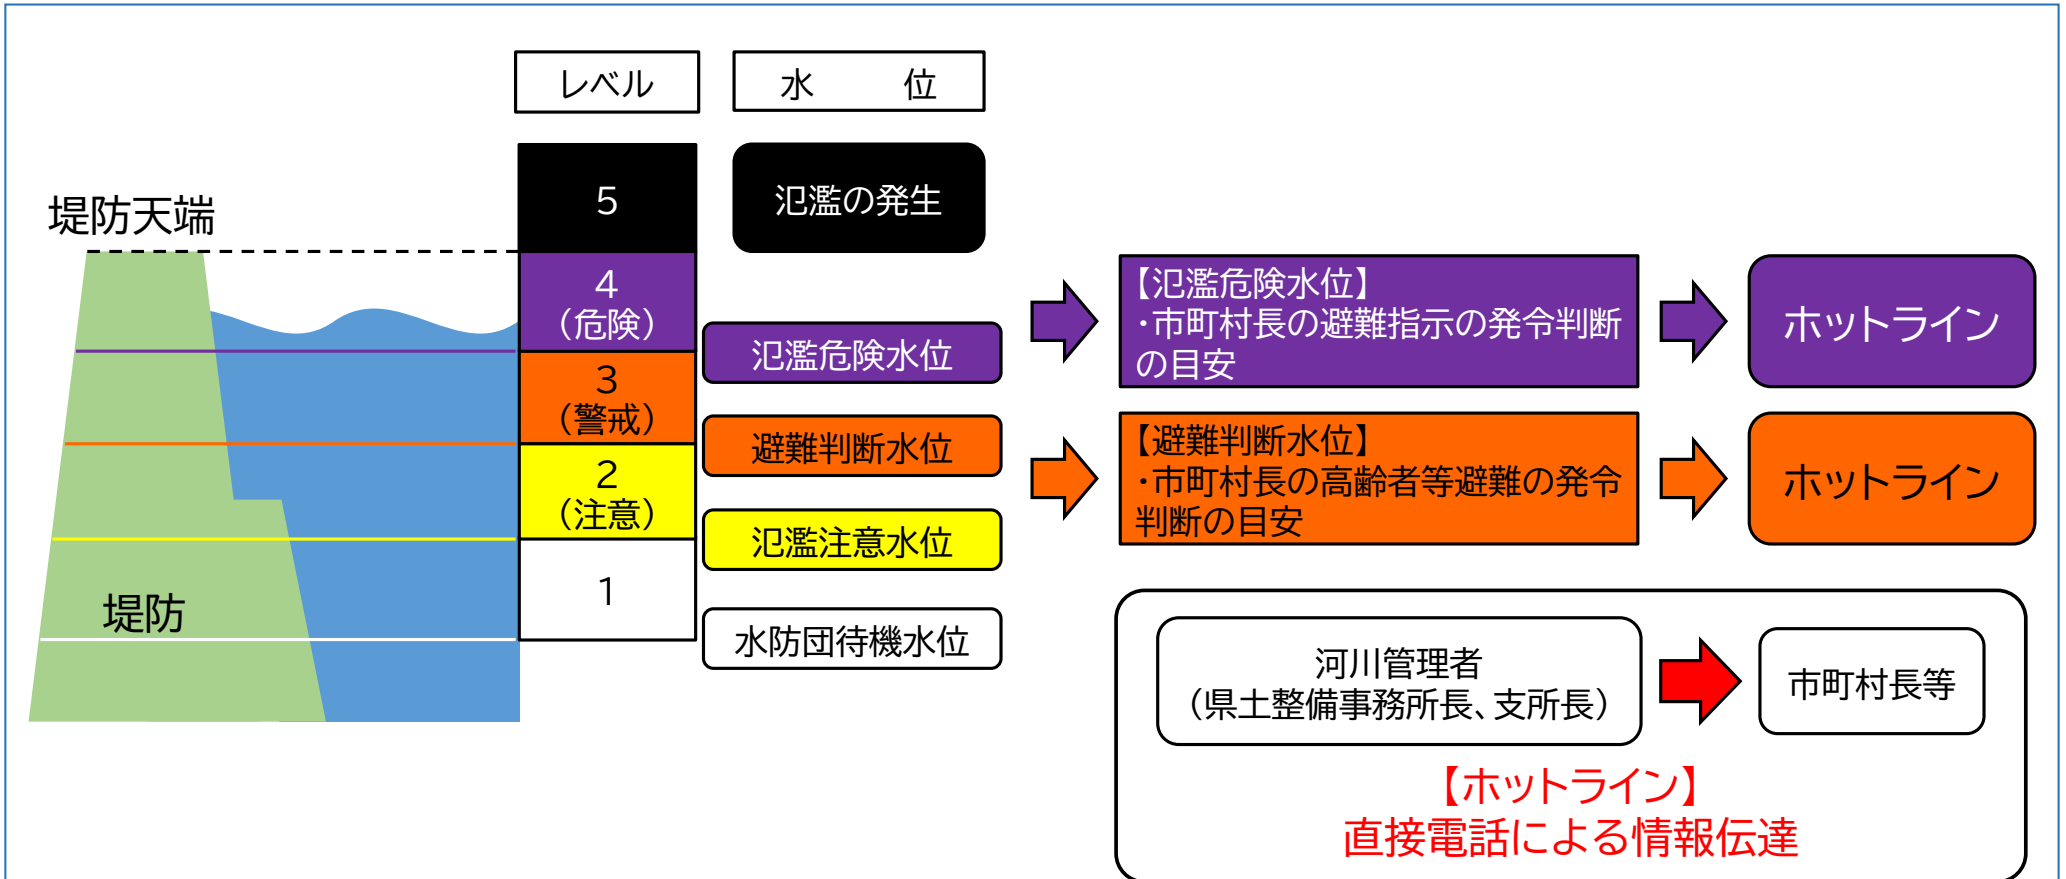 レベル
水 位
堤防天端
5
氾濫の発生
4
（危険）
氾濫危険水位
3
（警戒）
避難判断水位
2
（注意）
氾濫注意水位
1
水防団待機水位
堤防
【氾濫危険水位】
・市町村長の避難指示の発令判断
の目安
ホットライン
【避難判断水位】
・市町村長の高齢者等避難の発令
判断の目安
ホットライン
河川管理者
（県土整備事務所長、支所長）
市町村長等
【ホットライン】
直接電話による情報伝達